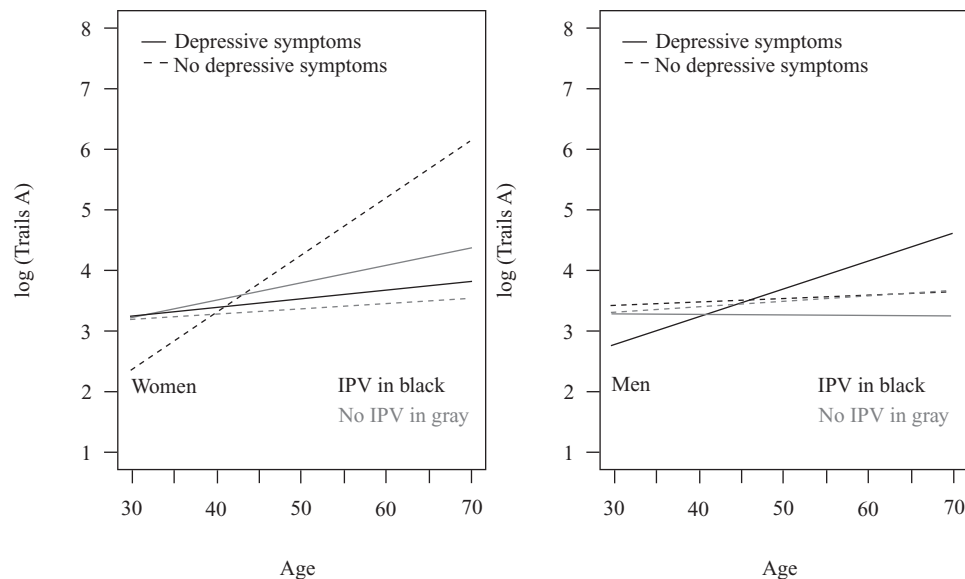 8
7
6
5
4
3
2
1
log (Trails A)
Depressive symptoms
No depressive symptoms
Women
IPV in black
No IPV in gray
30 40 50 60 70
Age
8
7
6
5
4
3
2
1
log (Trails A)
Depressive symptoms
No depressive symptoms
Men
IPV in black
No IPV in gray
30 40 50 60 70
Age